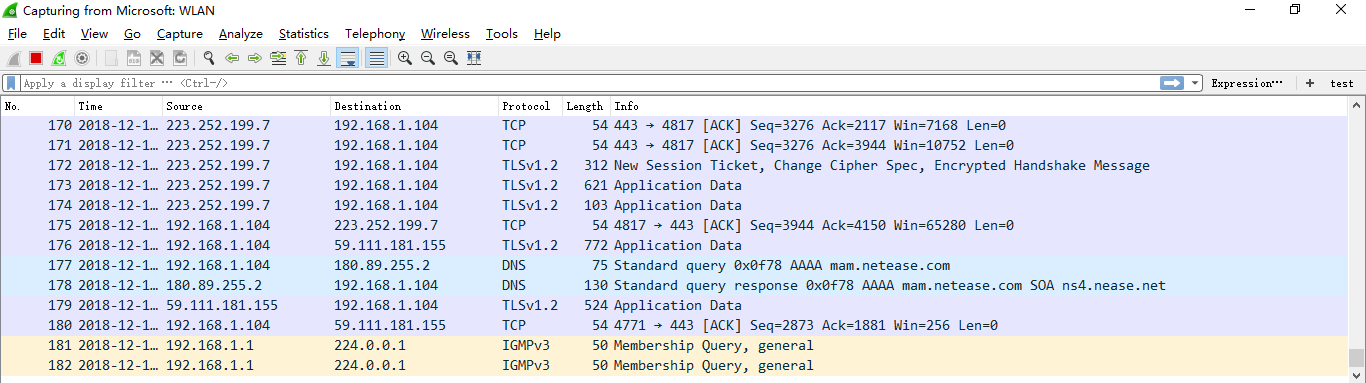 Capturing from Microsoft: WLAN
File Edit View Go Capture Analyze Statistics Telephony Wireless Tools Help
Apply a display filter … <Ctrl-/> Expression… + test
No. Time Source Destination Protocol Length Info
170 2018-12-1… 223.252.199.7 192.168.1.104 TCP 54 443 → 4817 [ACK] Seq=3276 Ack=2117 Win=7168 Len=0
171 2018-12-1… 223.252.199.7 192.168.1.104 TCP 54 443 → 4817 [ACK] Seq=3276 Ack=3944 Win=10752 Len=0
172 2018-12-1… 223.252.199.7 192.168.1.104 TLSv1.2 312 New Session Ticket, Change Cipher Spec, Encrypted Handshake Message
173 2018-12-1… 223.252.199.7 192.168.1.104 TLSv1.2 621 Application Data
174 2018-12-1… 223.252.199.7 192.168.1.104 TLSv1.2 103 Application Data
175 2018-12-1… 192.168.1.104 223.252.199.7 TCP 54 4817 → 443 [ACK] Seq=3944 Ack=4150 Win=65280 Len=0
176 2018-12-1… 192.168.1.104 59.111.181.155 TLSv1.2 772 Application Data
177 2018-12-1… 192.168.1.104 180.89.255.2 DNS 75 Standard query 0x0f78 AAAA mam.netease.com
178 2018-12-1… 180.89.255.2 192.168.1.104 DNS 130 Standard query response 0x0f78 AAAA mam.netease.com SOA ns4.nease.net
179 2018-12-1… 59.111.181.155 192.168.1.104 TLSv1.2 524 Application Data
180 2018-12-1… 192.168.1.104 59.111.181.155 TCP 54 4771 → 443 [ACK] Seq=2873 Ack=1881 Win=256 Len=0
181 2018-12-1… 192.168.1.1 224.0.0.1 IGMPv3 50 Membership Query, general
182 2018-12-1… 192.168.1.1 224.0.0.1 IGMPv3 50 Membership Query, general